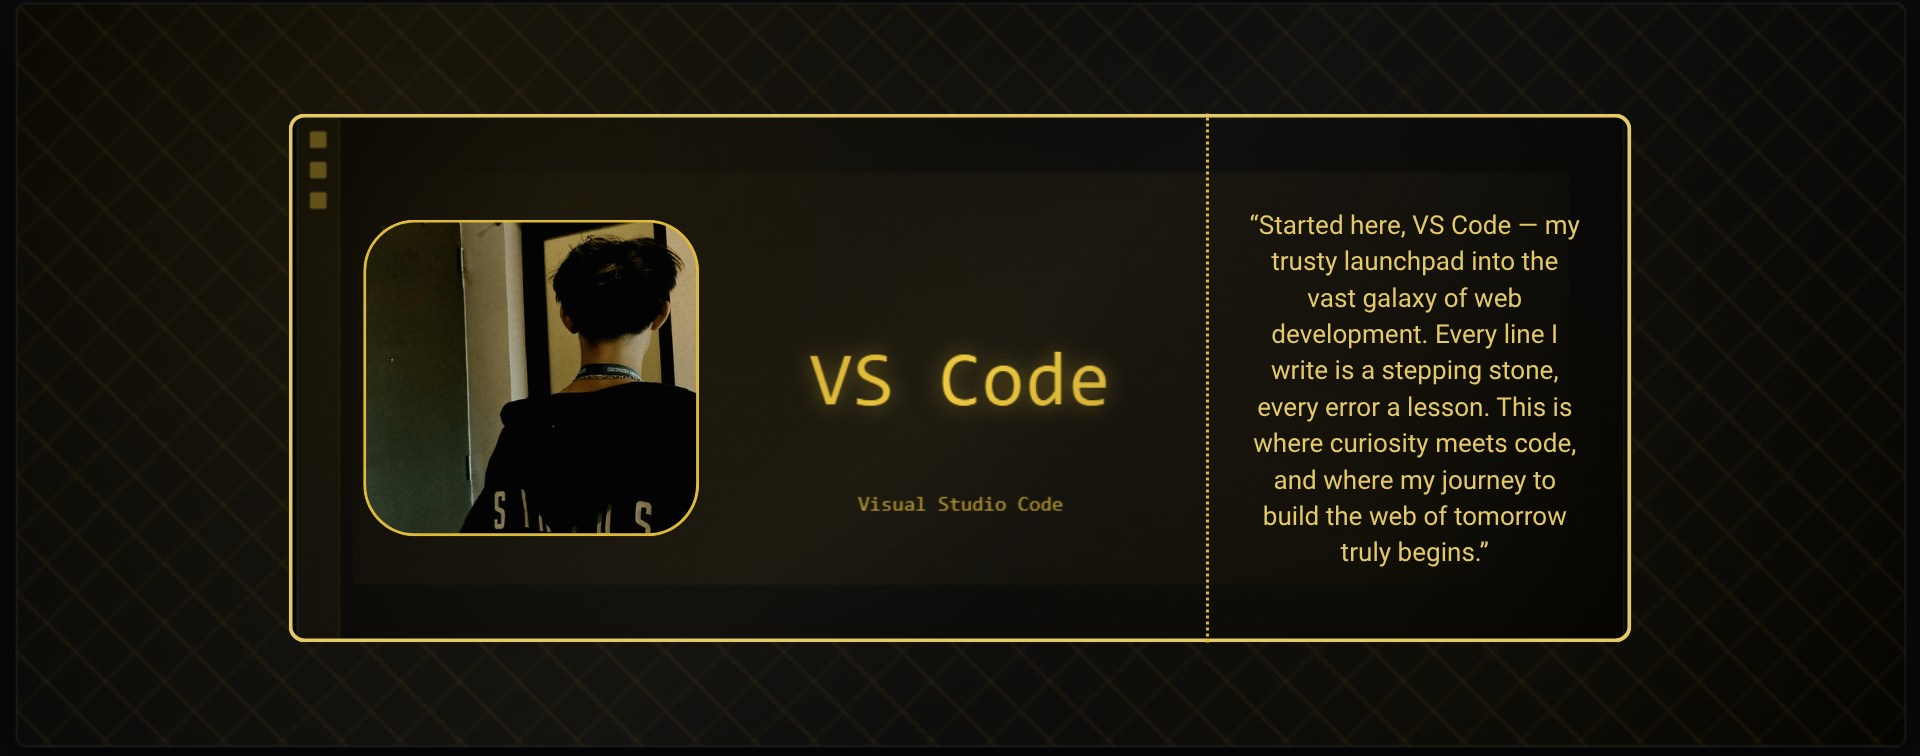 VS Code
Visual Studio Code
“Started here, VS Code — my
trusty launchpad into the
vast galaxy of web
development. Every line I
write is a stepping stone,
every error a lesson. This is
where curiosity meets code,
and where my journey to
build the web of tomorrow
truly begins.”